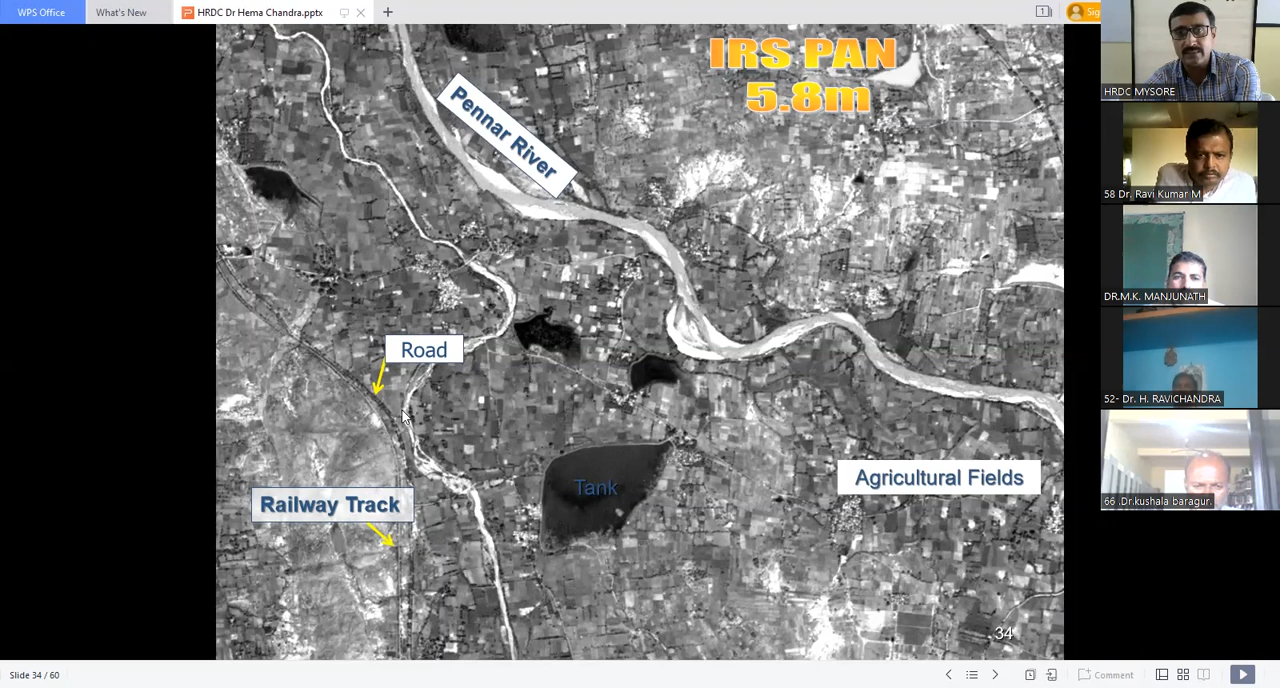 WPS Office
What's New
HRDC Dr Hema Chandra.pptx
1
Sig
IRS PAN
5.8m
Pennar River
Road
Railway Track
Tank
Agricultural Fields
34
HRDC MYSORE
58 Dr. Ravi Kumar M
DR.M.K. MANJUNATH
52- Dr. H. RAVICHANDRA
66 .Dr.kushala baragur.
Slide 34 / 60
Comment